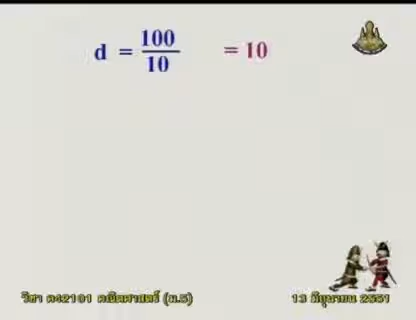 d = 100/10 = 10
วิชา ค42101 คณิตศาสตร์ (ม.5)
13 มิถุนายน 2551